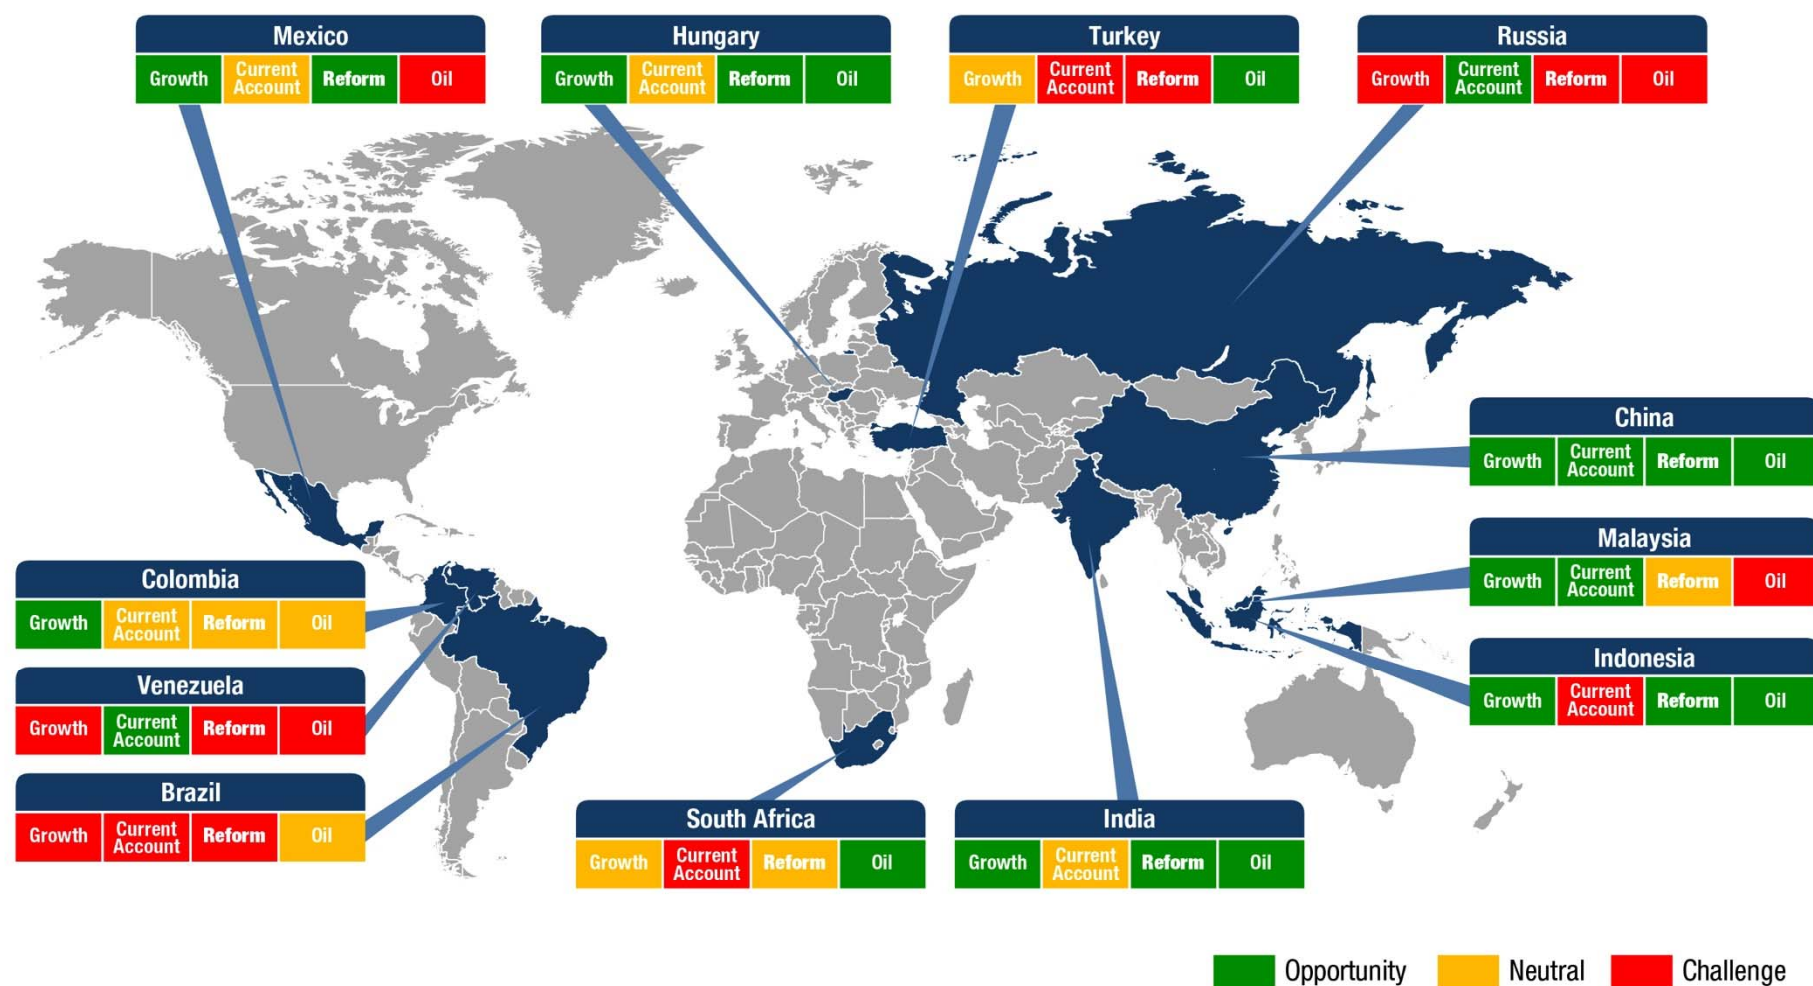 Mexico
Growth
Current
Account
Reform
Oil
Hungary
Growth
Current
Account
Reform
Oil
Turkey
Growth
Current
Account
Reform
Oil
Russia
Growth
Current
Account
Reform
Oil
China
Growth
Current
Account
Reform
Oil
Malaysia
Growth
Current
Account
Reform
Oil
Indonesia
Growth
Current
Account
Reform
Oil
Colombia
Growth
Current
Account
Reform
Oil
Venezuela
Growth
Current
Account
Reform
Oil
Brazil
Growth
Current
Account
Reform
Oil
South Africa
Growth
Current
Account
Reform
Oil
India
Growth
Current
Account
Reform
Oil
Opportunity
Neutral
Challenge